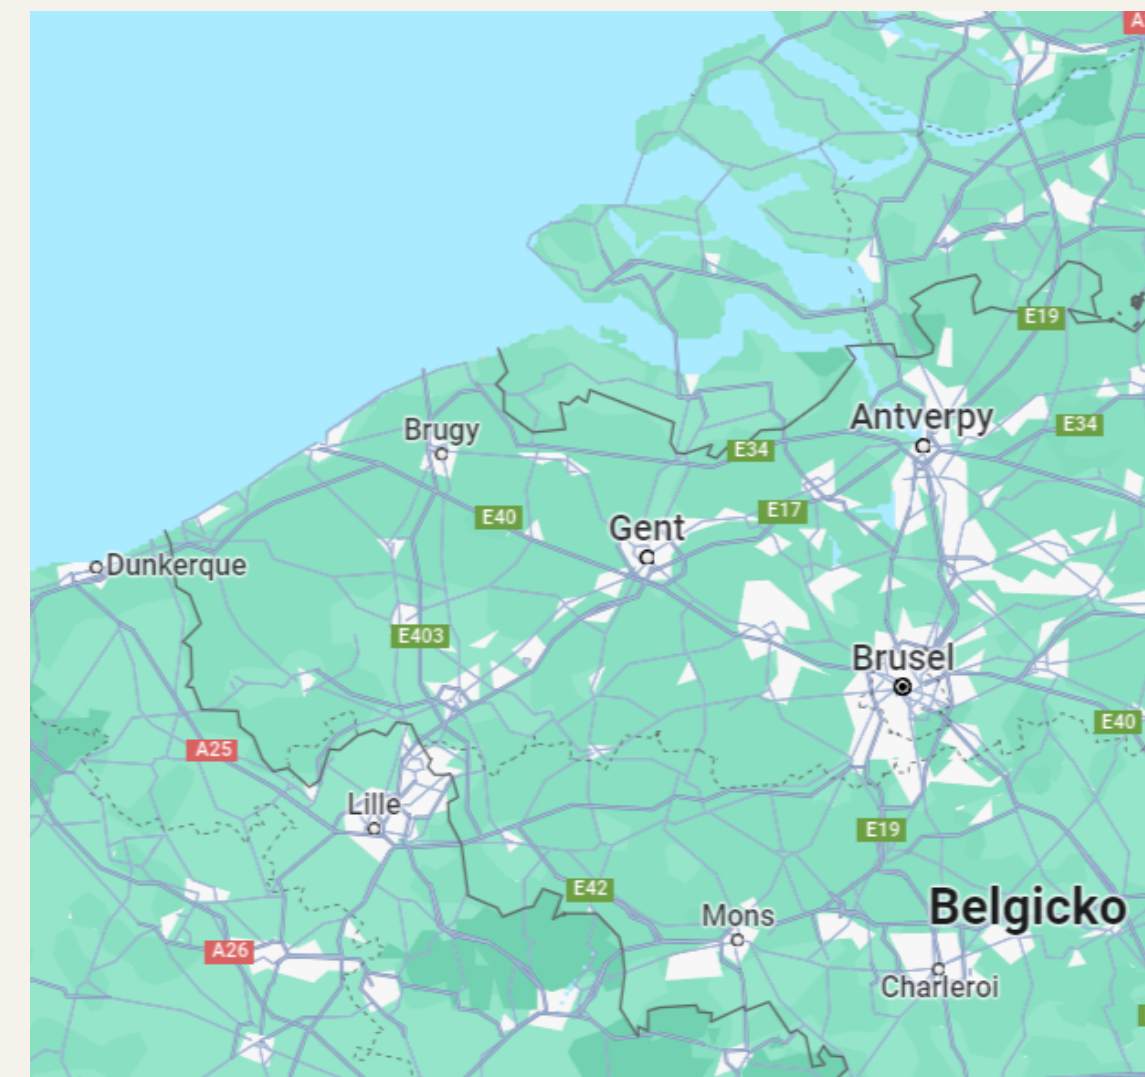 E19
Antverpy
E34
Brugy
E34
E17
E40
Gent
Dunkerque
E403
Brusel
E40
A25
Lille
E19
E42
Belgicko
Mons
A26
Charleroi